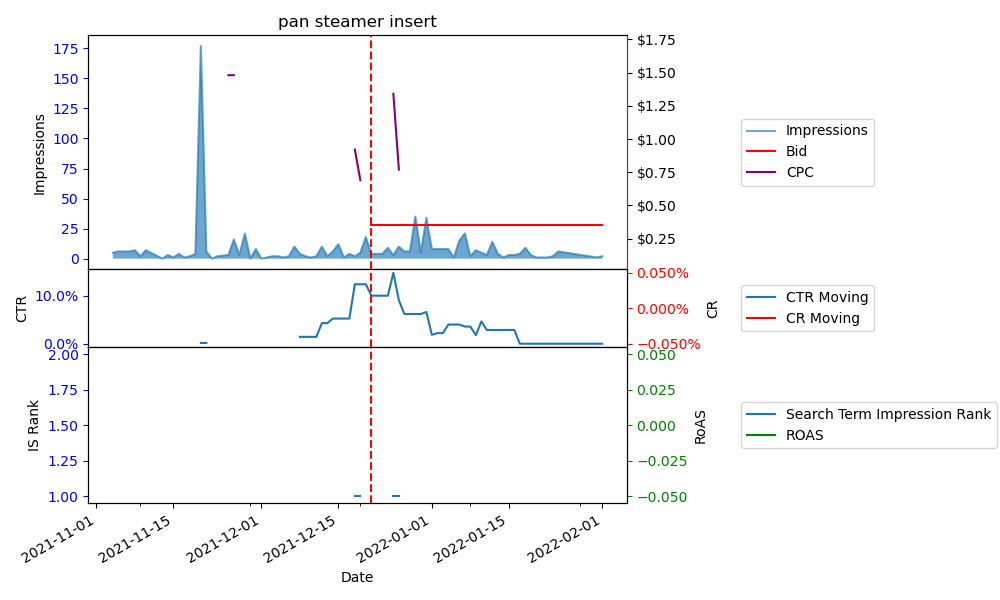 pan steamer insert
175
150
125
100
75
50
25
0
Impressions
$1.75
$1.50
$1.25
$1.00
$0.75
$0.50
$0.25
Impressions
Bid
CPC
10.0%
0.0%
CTR
0.050%
0.000%
−0.050%
CR
CTR Moving
CR Moving
2.00
1.75
1.50
1.25
1.00
IS Rank
0.050
0.025
0.000
−0.025
−0.050
RoAS
Search Term Impression Rank
ROAS
2021-11-01
2021-11-15
2021-12-01
2021-12-15
2022-01-01
2022-01-15
2022-02-01
Date